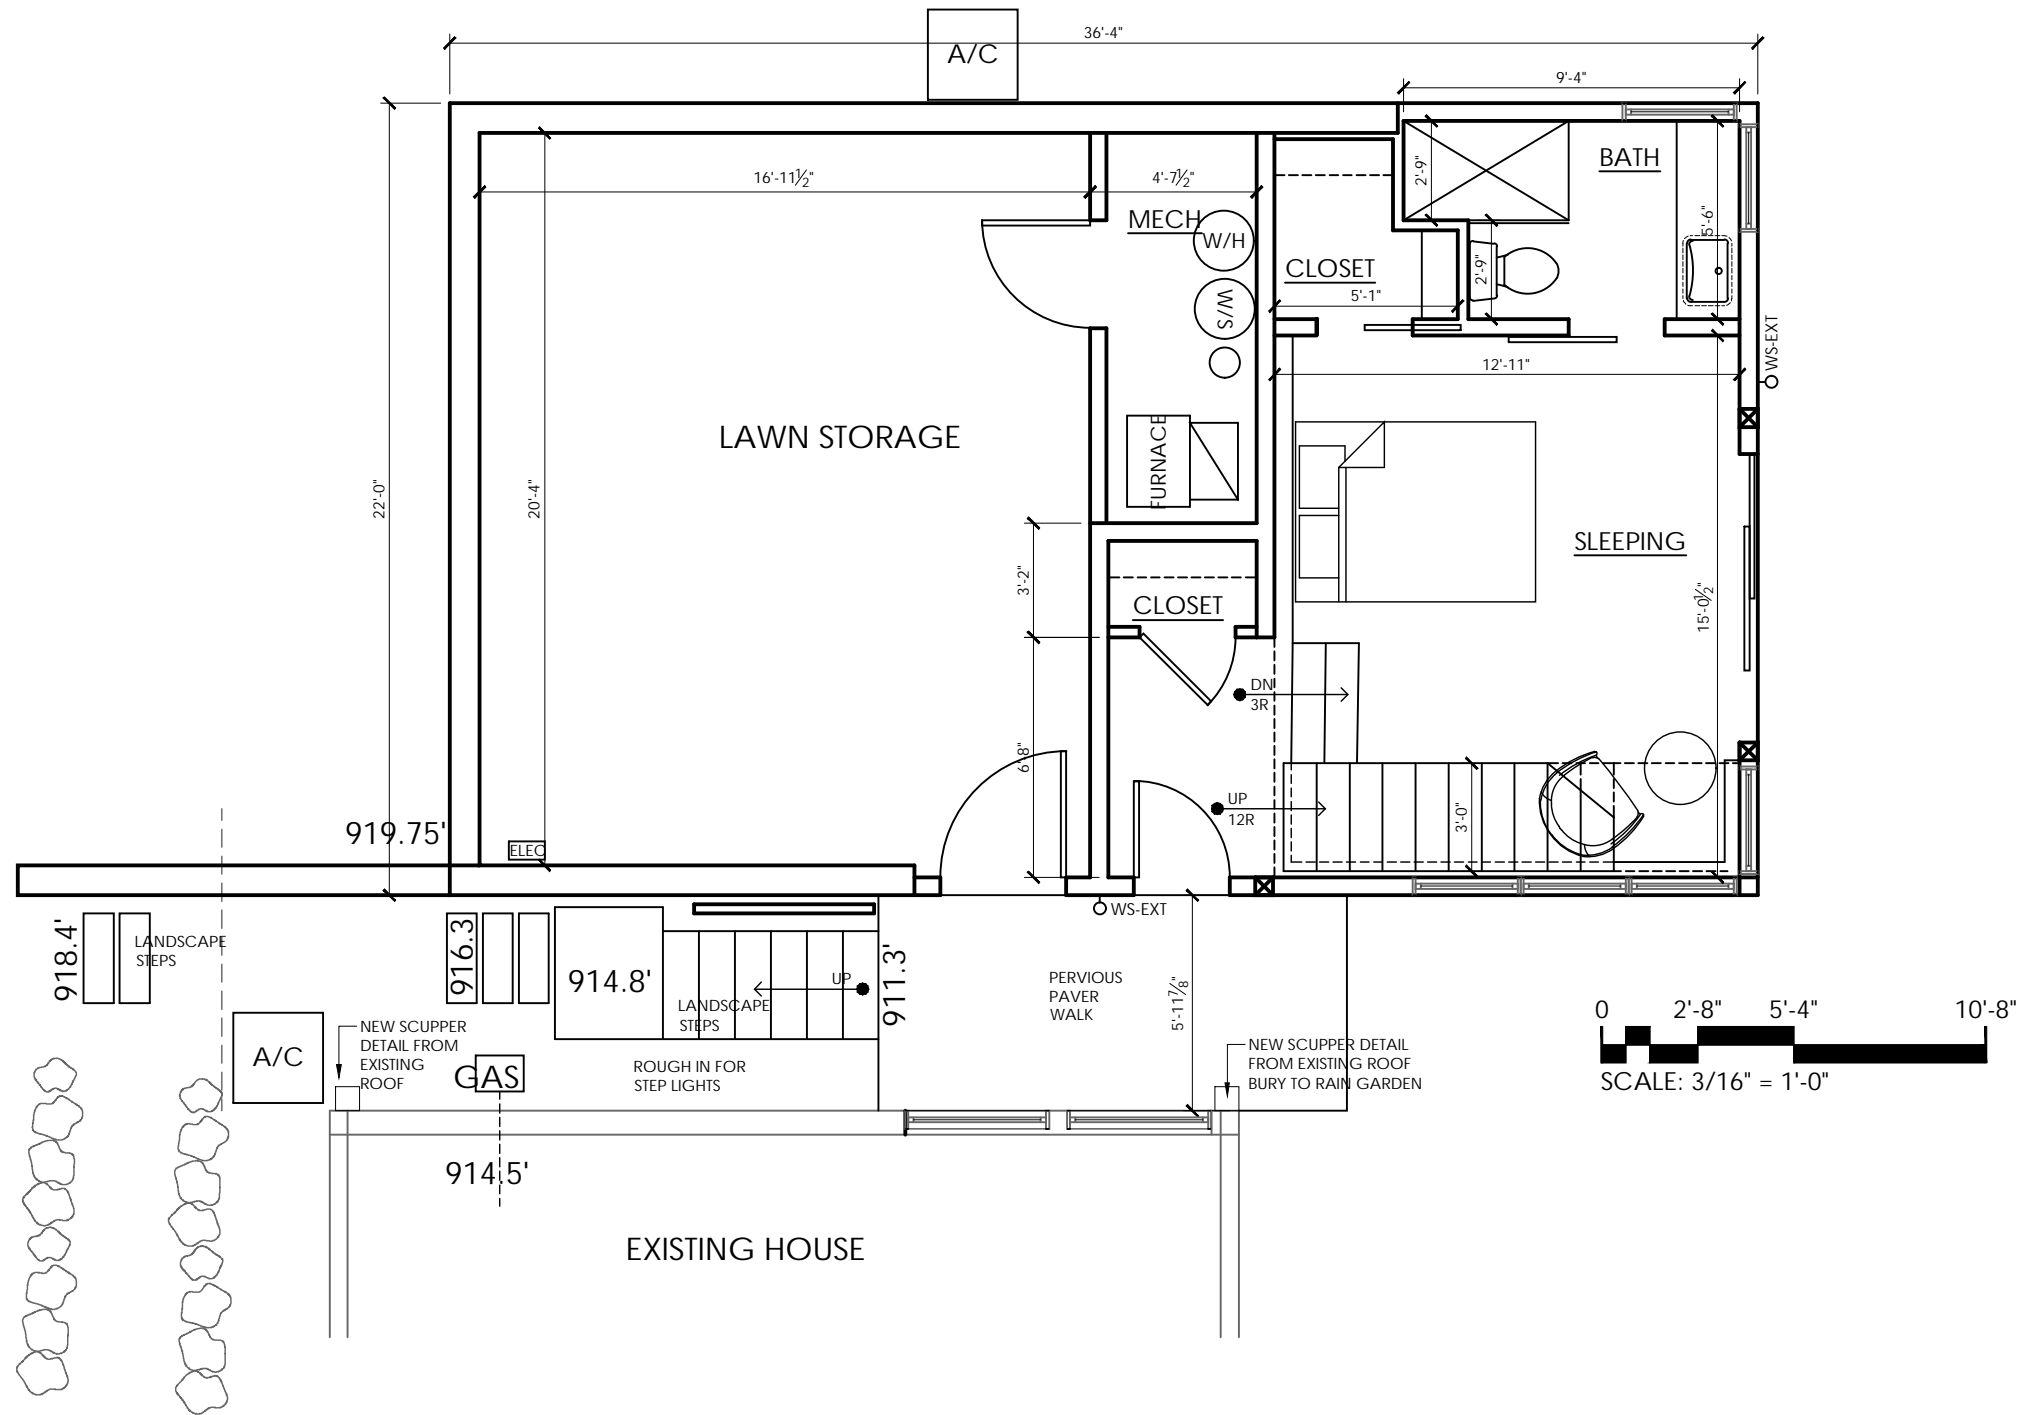 A/C
36'-4"
9'-4"
16'-11½"
4'-7½"
2'-9"
BATH
MECH
W/H
5'-6"
CLOSET
2'-9"
5'-1"
W/S
WS-EXT
12'-11"
LAWN STORAGE
FURNACE
22'-0"
20'-4"
SLEEPING
3'-2"
CLOSET
15'-0½"
DN
3R
6'-8"
UP
12R
3'-0"
919.75'
ELEC
WS-EXT
918.4'
LANDSCAPE
STEPS
916.3
914.8'
UP
LANDSCAPE
STEPS
911.3'
PERVIOUS
PAVER
WALK
5'-11⅞"
0 2'-8" 5'-4" 10'-8"
SCALE: 3/16" = 1'-0"
A/C
NEW SCUPPER
DETAIL FROM
EXISTING
ROOF
GAS
ROUGH IN FOR
STEP LIGHTS
NEW SCUPPER DETAIL
FROM EXISTING ROOF
BURY TO RAIN GARDEN
914.5'
EXISTING HOUSE